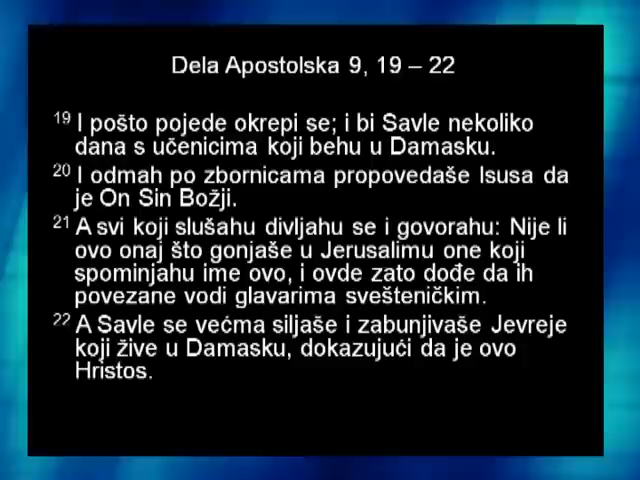 Dela Apostolska 9, 19 – 22
19 I pošto pojede okrepi se; i bi Savle nekoliko
dana s učenicima koji behu u Damasku.
20 I odmah po zbornicama propovedaše Isusa da
je On Sin Božji.
21 A svi koji slušahu divljahu se i govorahu: Nije li
ovo onaj što gonjaše u Jerusalimu one koji
spominjahu ime ovo, i ovde zato dođe da ih
povezane vodi glavarima svešteničkim.
22 A Savle se većma siljaše i zabunjivaše Jevreje
koji žive u Damasku, dokazujući da je ovo
Hristos.